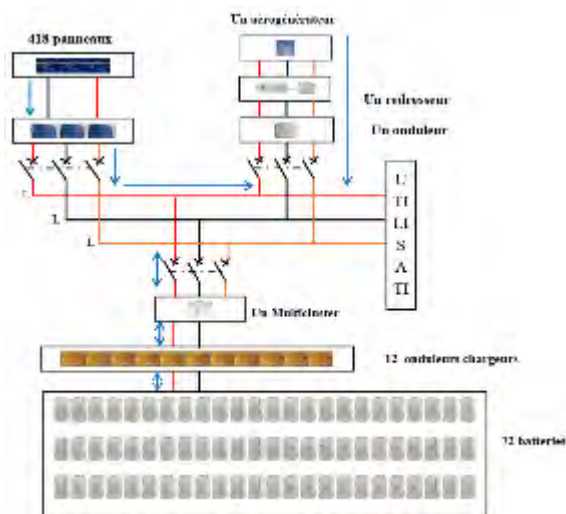 Un aérogénérateur
418 panneaux
Un redresseur
Un onduleur
L
L
L
U
TI
LI
S
A
TI
Un Multicluster
12 onduleurs chargeurs
72 batteries